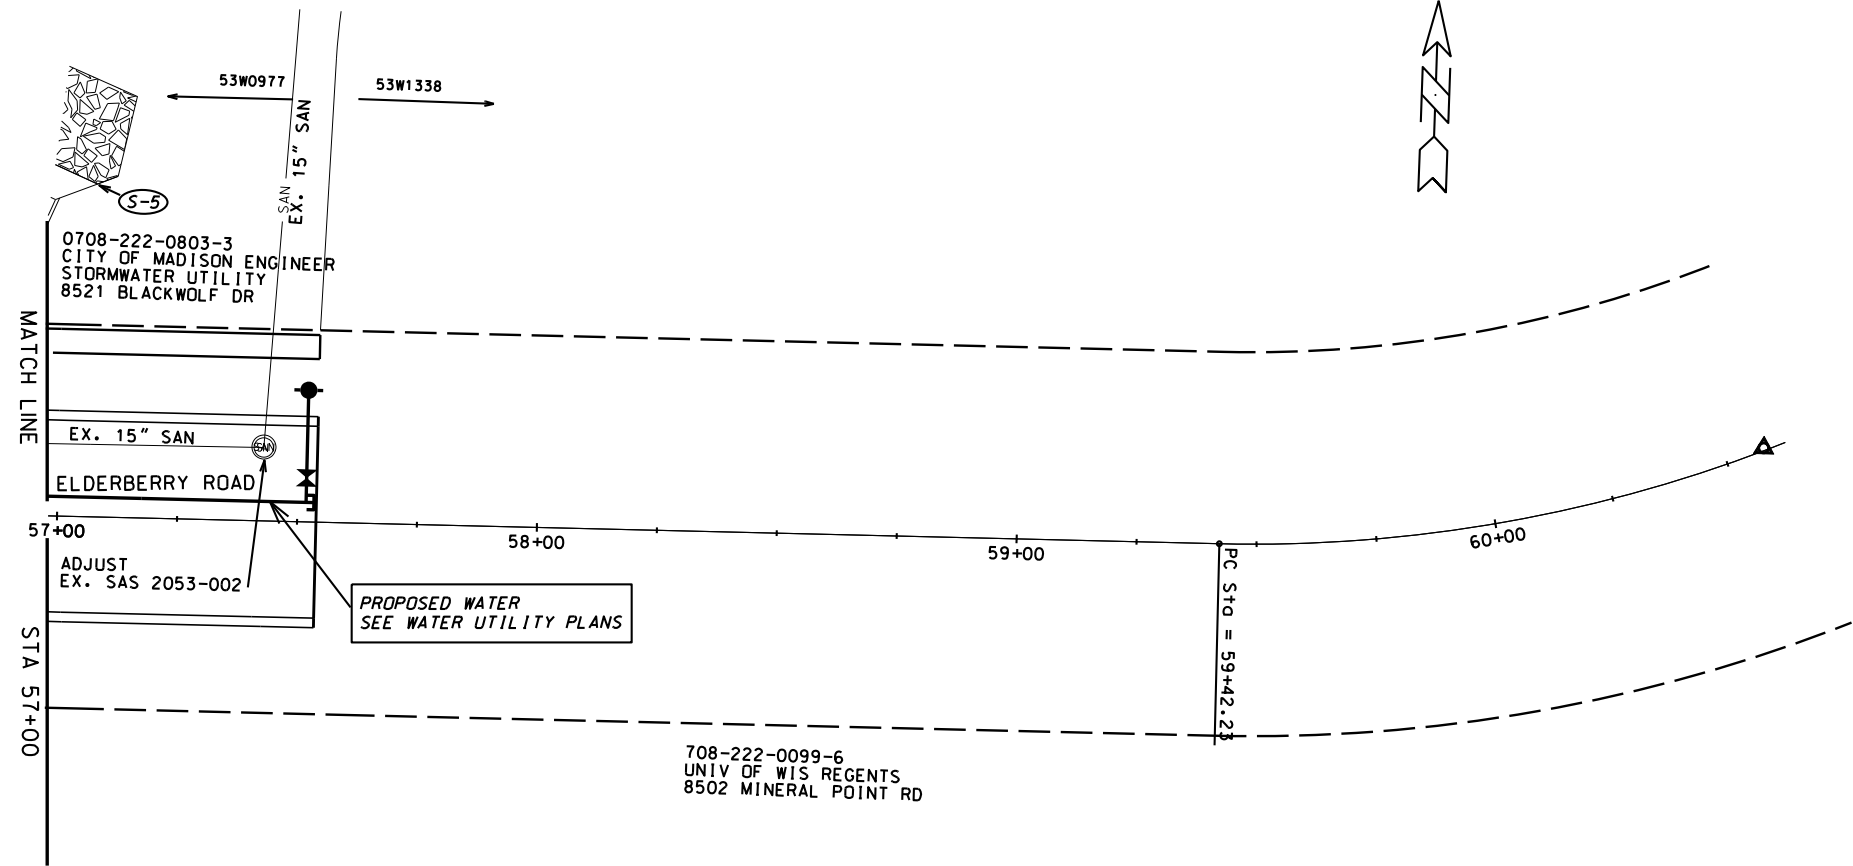 53W0977
53W1338
EX. 15" SAN
SAN
S-5
0708-222-0803-3
CITY OF MADISON ENGINEER
STORMWATER UTILITY
8521 BLACKWOLF DR
MATCH LINE
EX. 15" SAN
SAN
ELDERBERRY ROAD
57+00
58+00
59+00
60+00
ADJUST
EX. SAS 2053-002
PROPOSED WATER
SEE WATER UTILITY PLANS
PC Sta = 59+42.23
STA 57+00
708-222-0099-6
UNIV OF WIS REGENTS
8502 MINERAL POINT RD
N